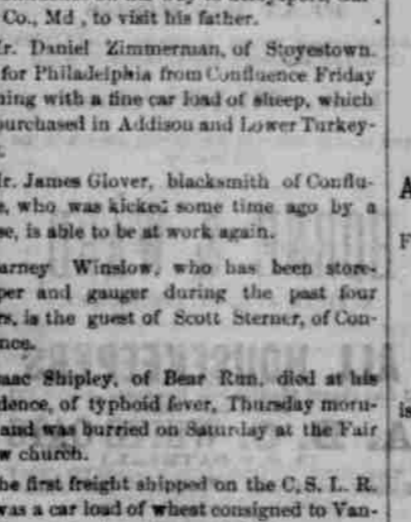 Co., Md , to visit his father.
r. Daniel Zimmerman, of Stoyestown.
for Philadelphia from Confluence Friday
ning with a fine car load of sheep, which
purchased in Addison and Lower Turkey-
r. James Glover, blacksmith of Conflu-
e, who was kicked some time ago by a
se, is able to be at work again.
arney Winslow, who has been store-
per and gauger during the past four
rs, is the guest of Scott Sterner, of Con-
nce.
aac Shipley, of Bear Run, died at his
dence, of typhoid fever, Thursday morn-
and was burried on Saturday at the Fair
w church.
he first freight shipped on the C. S. L. R.
was a car load of wheat consigned to Van-
A
F
is